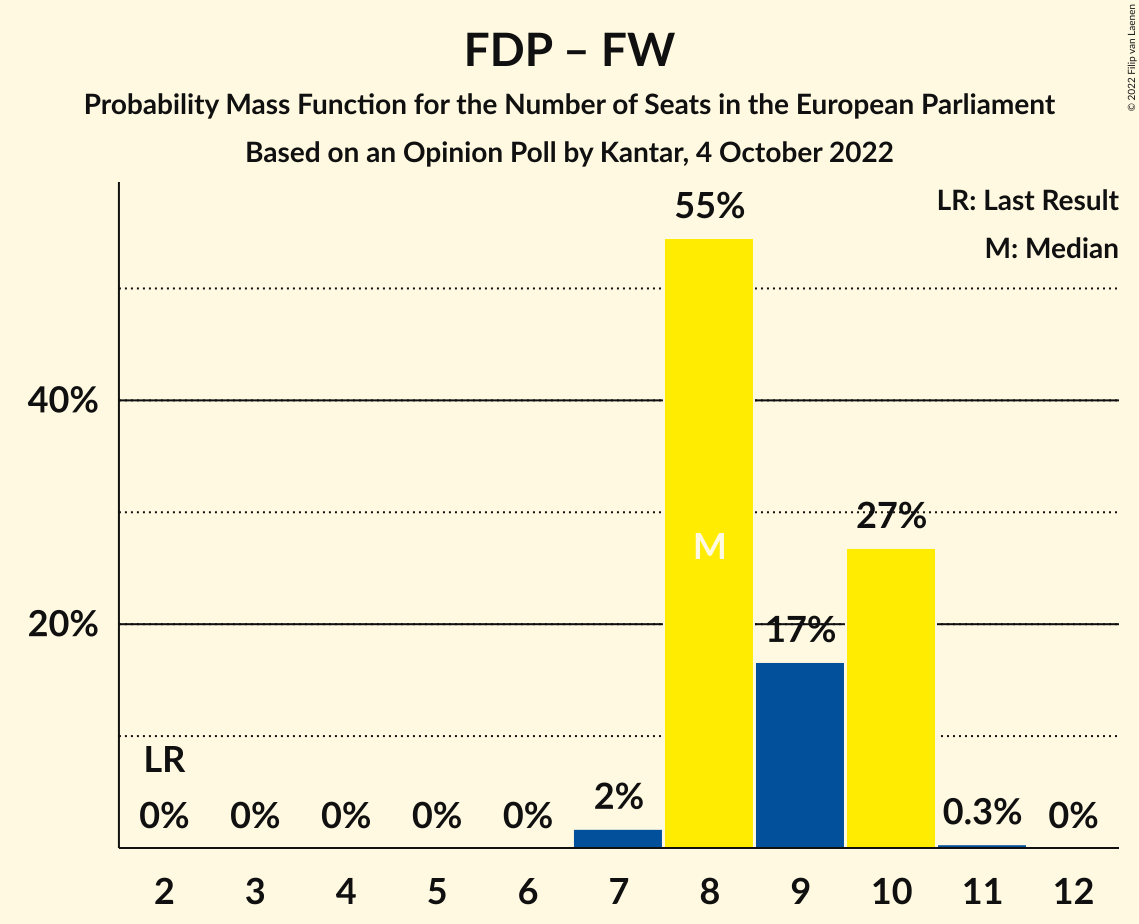 FDP – FW
Probability Mass Function for the Number of Seats in the European Parliament
Based on an Opinion Poll by Kantar, 4 October 2022
© 2022 Filip van Laenen
LR: Last Result
M: Median
55%
40%
27%
M
20%
17%
LR
0% 0% 0% 0% 0% 2% 0.3% 0%
2 3 4 5 6 7 8 9 10 11 12